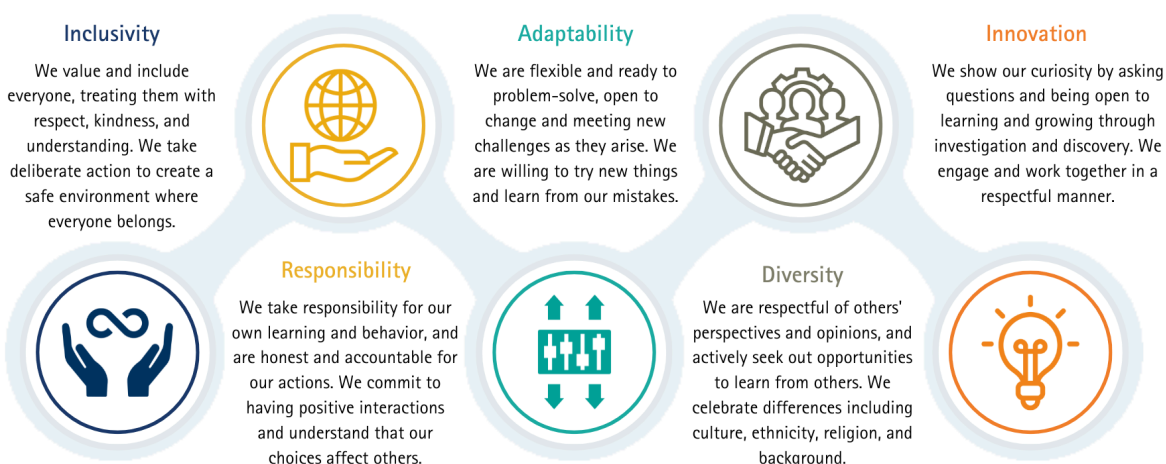 Inclusivity
We value and include
everyone, treating them with
respect, kindness, and
understanding. We take
deliberate action to create a
safe environment where
everyone belongs.
Responsibility
We take responsibility for our
own learning and behavior, and
are honest and accountable for
our actions. We commit to
having positive interactions
and understand that our
choices affect others.
Adaptability
We are flexible and ready to
problem-solve, open to
change and meeting new
challenges as they arise. We
are willing to try new things
and learn from our mistakes.
Diversity
We are respectful of others'
perspectives and opinions, and
actively seek out opportunities
to learn from others. We
celebrate differences including
culture, ethnicity, religion, and
background.
Innovation
We show our curiosity by asking
questions and being open to
learning and growing through
investigation and discovery. We
engage and work together in a
respectful manner.